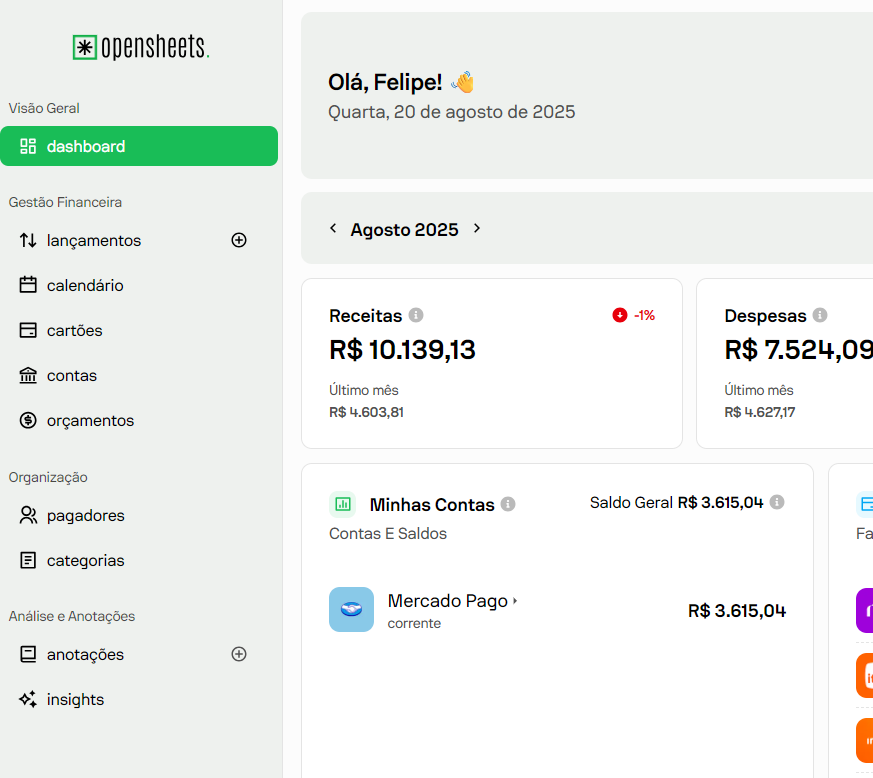 opensheets.
Visão Geral
dashboard
Gestão Financeira
lançamentos
calendário
cartões
contas
orçamentos
Organização
pagadores
categorias
Análise e Anotações
anotações
insights
Olá, Felipe! 👋
Quarta, 20 de agosto de 2025
Agosto 2025
Receitas
-1%
R$ 10.139,13
Último mês
R$ 4.603,81
Despesas
R$ 7.524,09
Último mês
R$ 4.627,17
Minhas Contas
Saldo Geral R$ 3.615,04
Contas E Saldos
Mercado Pago
corrente
R$ 3.615,04
Fa